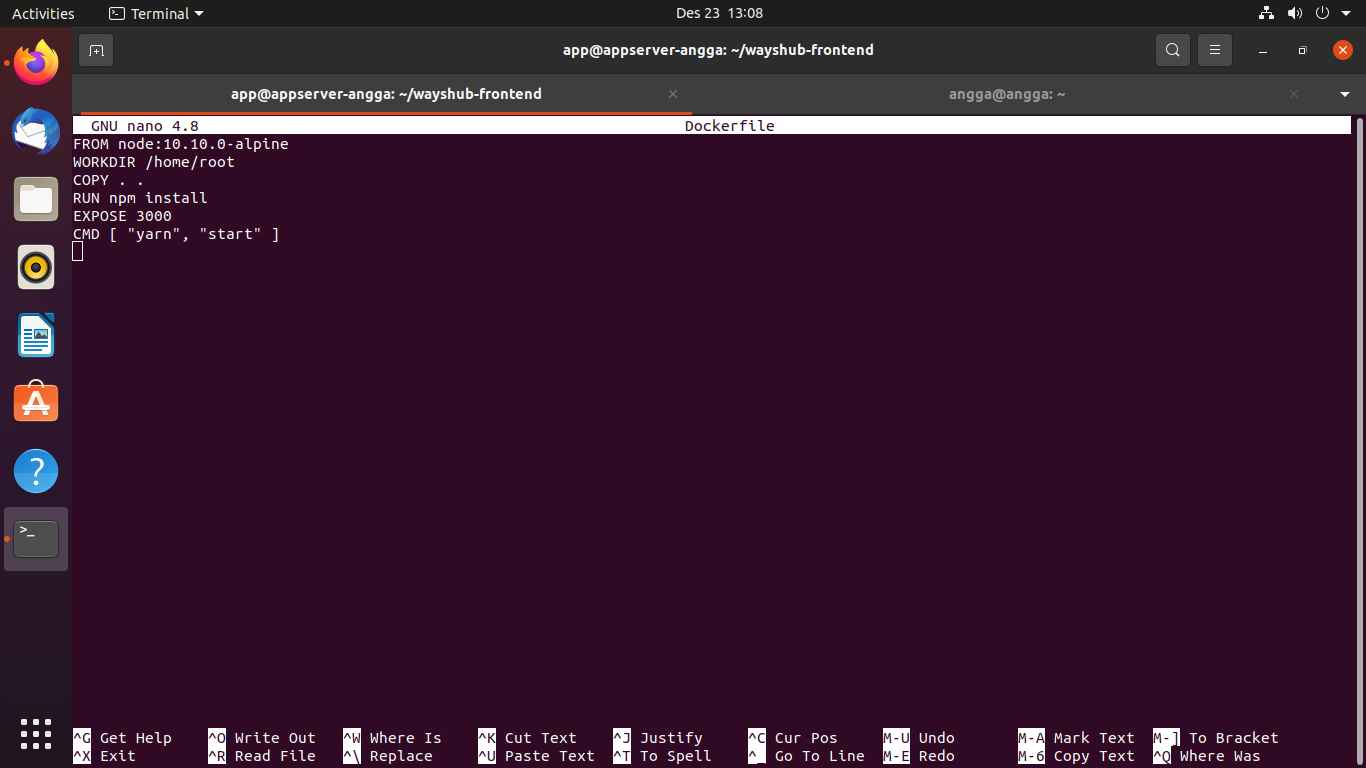 Activities Terminal Des 23 13:08
app@appserver-angga: ~/wayshub-frontend
app@appserver-angga: ~/wayshub-frontend angga@angga: ~
GNU nano 4.8 Dockerfile
FROM node:10.10.0-alpine
WORKDIR /home/root
COPY . .
RUN npm install
EXPOSE 3000
CMD [ "yarn", "start" ]
^G Get Help ^O Write Out ^W Where Is ^K Cut Text ^J Justify ^C Cur Pos M-U Undo M-A Mark Text M-] To Bracket
^X Exit ^R Read File ^\ Replace ^U Paste Text ^T To Spell ^_ Go To Line M-E Redo M-6 Copy Text ^Q Where Was